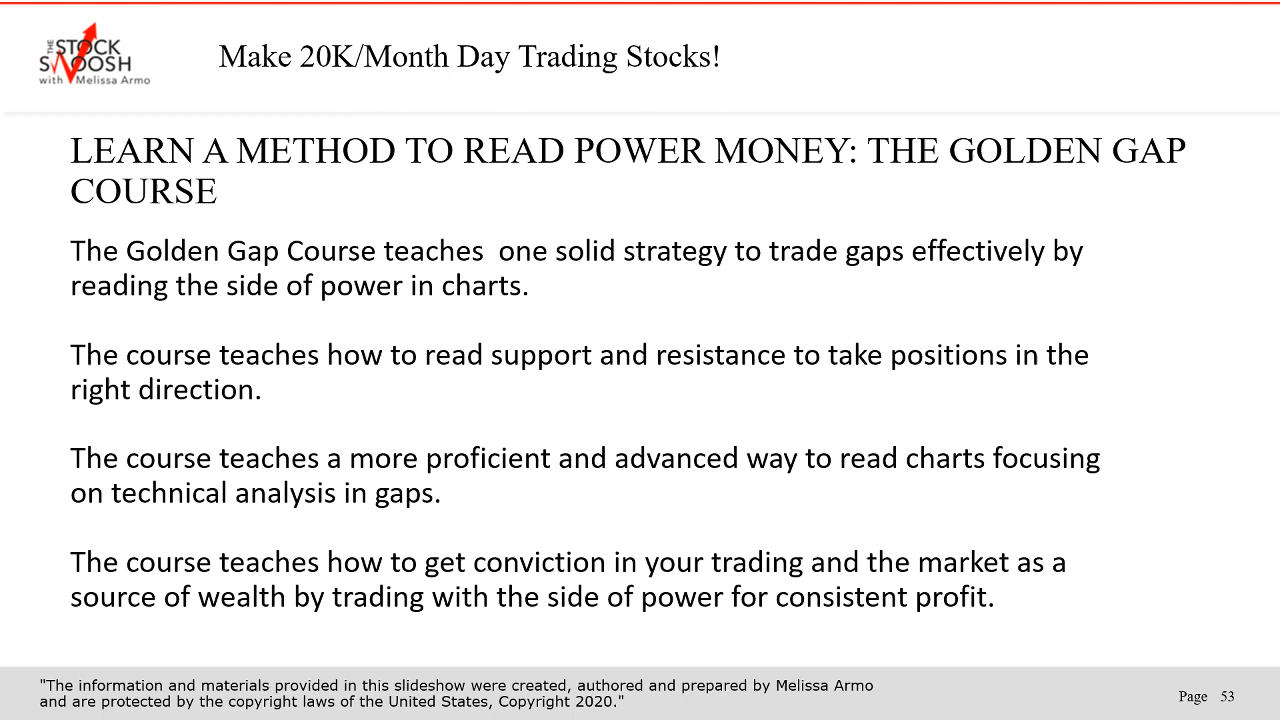 THE STOCK
SWOOSH
with Melissa Armo
Make 20K/Month Day Trading Stocks!
LEARN A METHOD TO READ POWER MONEY: THE GOLDEN GAP
COURSE
The Golden Gap Course teaches  one solid strategy to trade gaps effectively by
reading the side of power in charts.
The course teaches how to read support and resistance to take positions in the
right direction.
The course teaches a more proficient and advanced way to read charts focusing
on technical analysis in gaps.
The course teaches how to get conviction in your trading and the market as a
source of wealth by trading with the side of power for consistent profit.
"The information and materials provided in this slideshow were created, authored and prepared by Melissa Armo
and are protected by the copyright laws of the United States, Copyright 2020."
Page 53